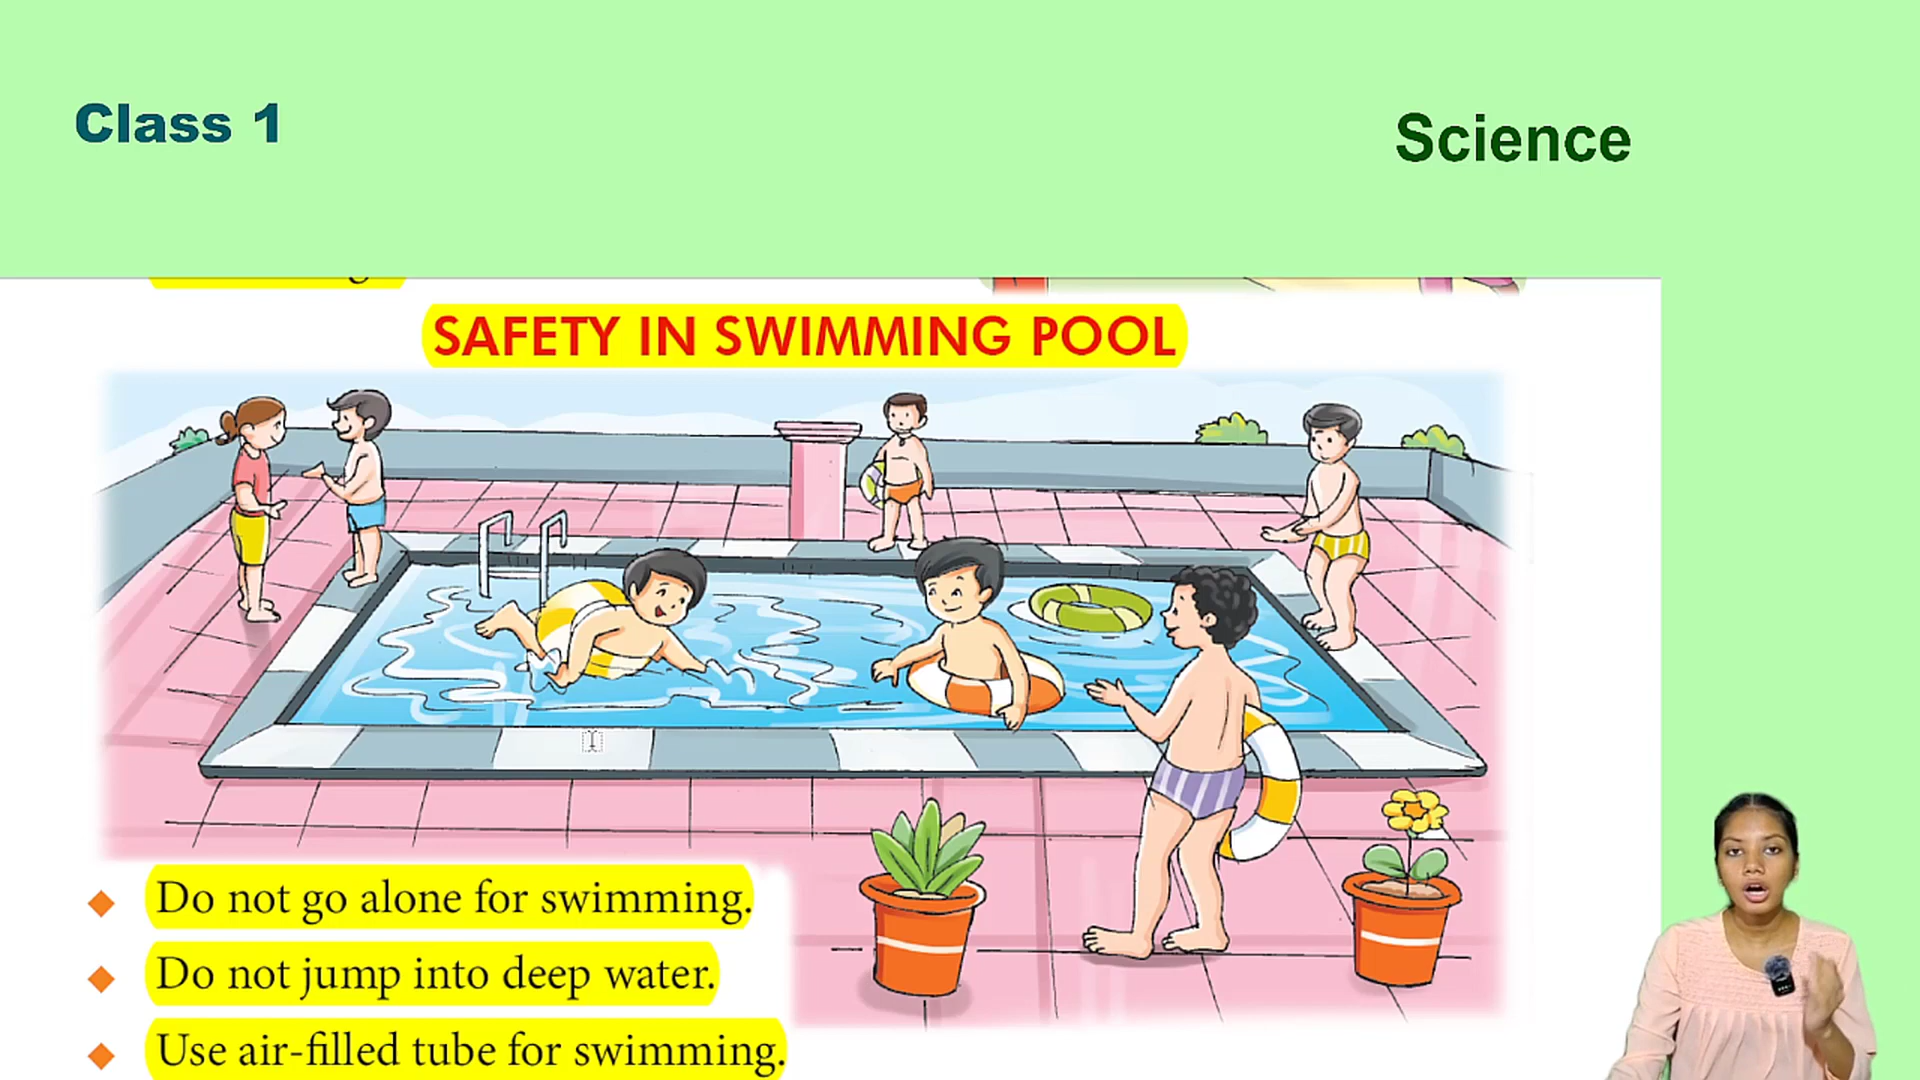 Class 1
Science
SAFETY IN SWIMMING POOL
Do not go alone for swimming.
Do not jump into deep water.
Use air-filled tube for swimming.